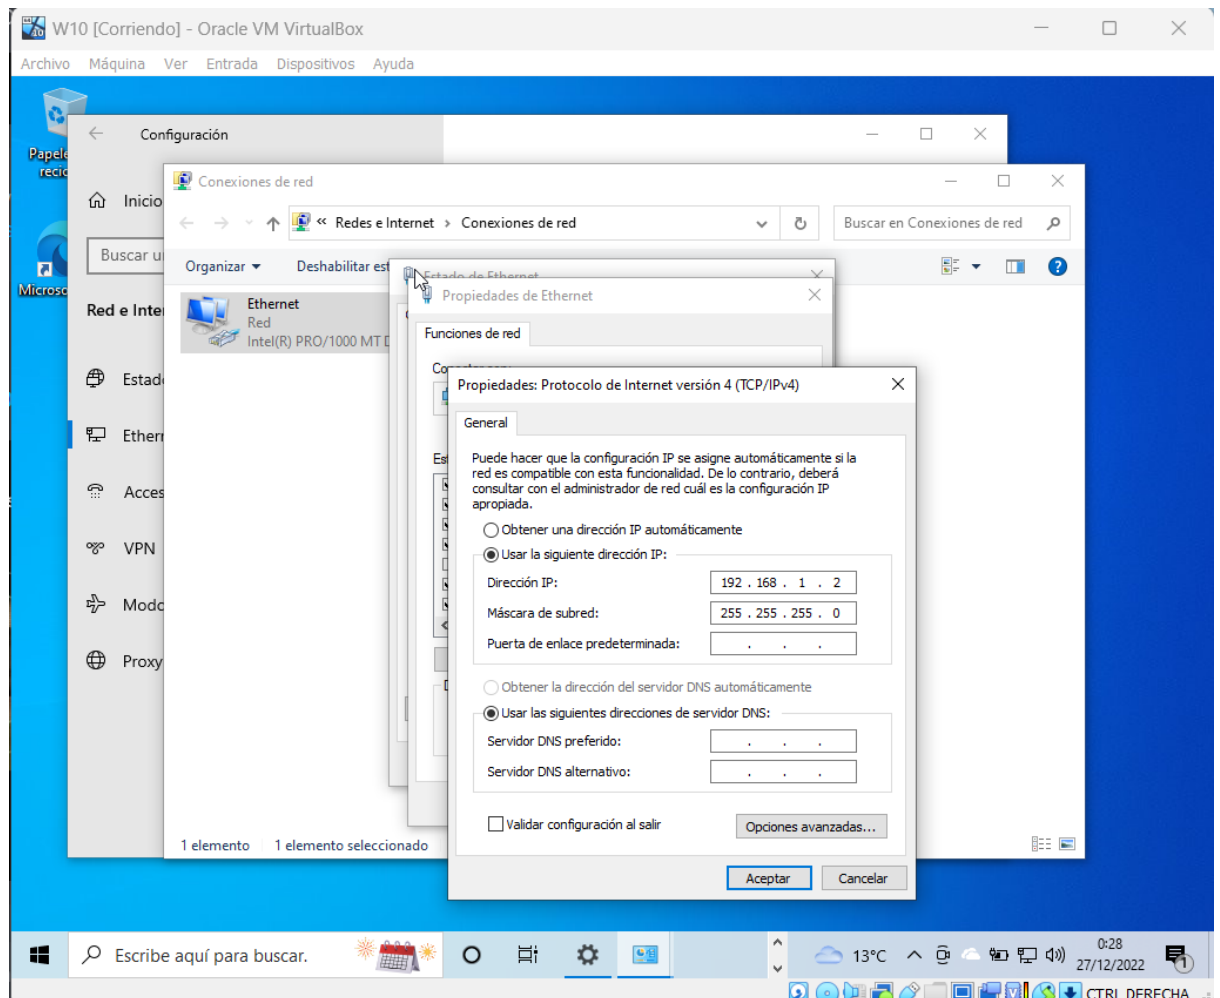 W10 [Corriendo] - Oracle VM VirtualBox
Archivo Máquina Ver Entrada Dispositivos Ayuda
Configuración
Conexiones de red
Inicio
« Redes e Internet > Conexiones de red
Buscar en Conexiones de red
Buscar
Organizar
Deshabilitar
Estado de Ethernet
Propiedades de Ethernet
Ethernet
Red
Intel(R) PRO/1000 MT
Red e
Funciones de red
Propiedades: Protocolo de Internet versión 4 (TCP/IPv4)
General
Puede hacer que la configuración IP se asigne automáticamente si la
red es compatible con esta funcionalidad. De lo contrario, deberá
consultar con el administrador de red cuál es la configuración IP
apropiada.
Obtener una dirección IP automáticamente
Usar la siguiente dirección IP:
Dirección IP:
192 . 168 . 1 . 2
Máscara de subred:
255 . 255 . 255 . 0
Puerta de enlace predeterminada:
. . .
Obtener la dirección del servidor DNS automáticamente
Usar las siguientes direcciones de servidor DNS:
Servidor DNS preferido:
. . .
Servidor DNS alternativo:
. . .
Validar configuración al salir
Opciones avanzadas...
Aceptar
Cancelar
VPN
Proxy
1 elemento
1 elemento seleccionado
Escribe aquí para buscar.
13°C
0:28
27/12/2022
1
CTRL DERECHA